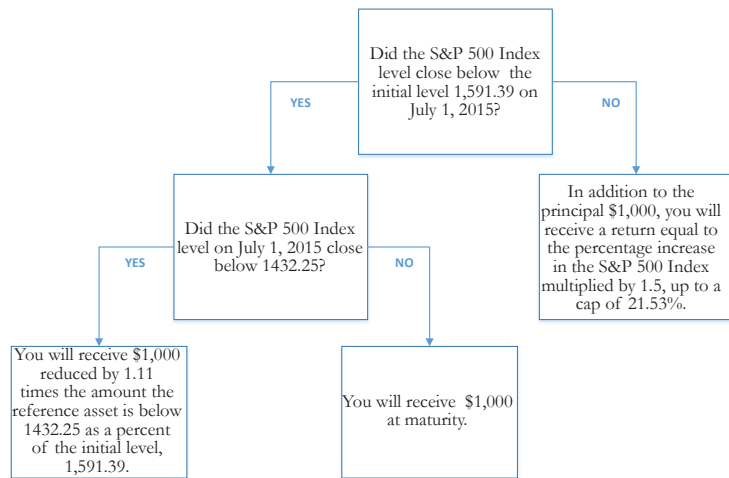 Did the S&P 500 Index
level close below the
initial level 1,591.39 on
July 1, 2015?
YES
NO
Did the S&P 500 Index
level on July 1, 2015 close
below 1432.25?
In addition to the
principal $1,000, you will
receive a return equal to
the percentage increase
in the S&P 500 Index
multiplied by 1.5, up to a
cap of 21.53%.
YES
NO
You will receive $1,000
reduced by 1.11
times the amount the
reference asset is below
1432.25 as a percent
of the initial level,
1,591.39.
You will receive $1,000
at maturity.